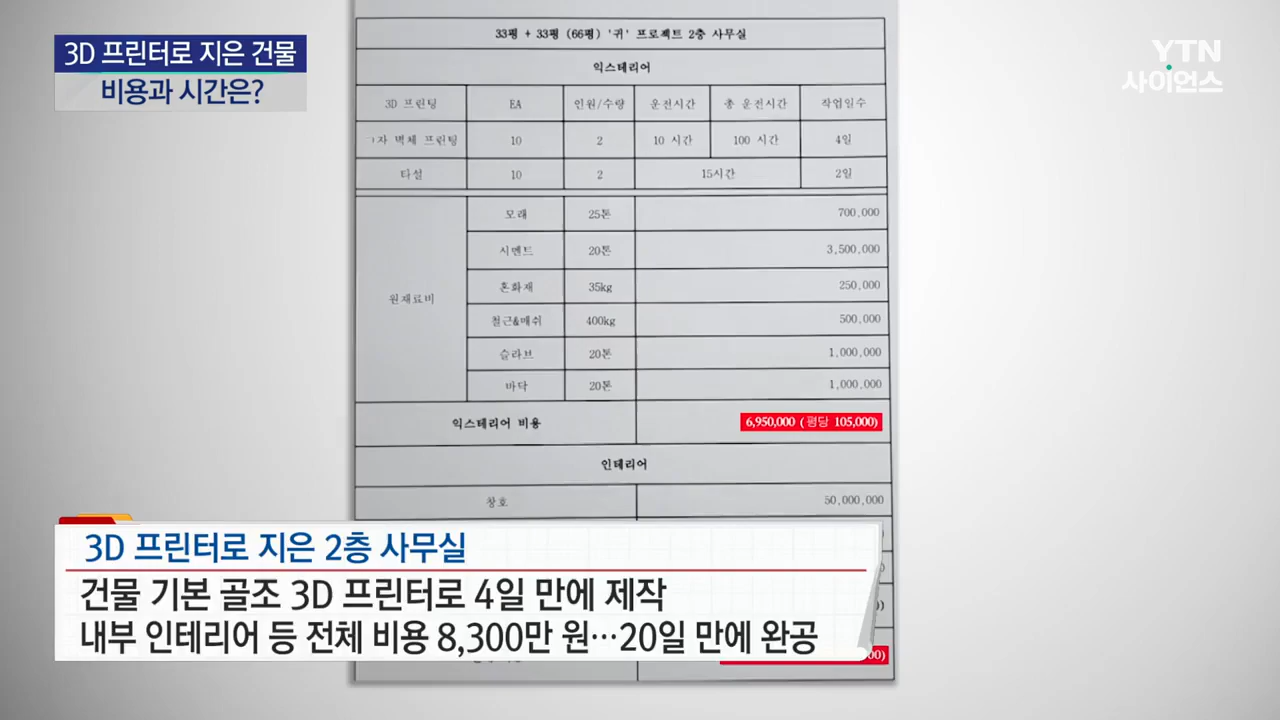 3D 프린터로 지은 건물
비용과 시간은?
YTN
사이언스
33평 + 33평 (66평) '귀' 프로젝트 2층 사무실
익스테리어
3D 프린팅 EA 인원/수량 운전시간 총 운전시간 작업일수
ㄱ자 벽체 프린팅 10 2 10 시간 100 시간 4일
타설 10 2 15시간 2일
원재료비
모래 25톤 700,000
시멘트 20톤 3,500,000
혼화재 35kg 250,000
철근&매쉬 400kg 500,000
슬라브 20톤 1,000,000
바닥 20톤 1,000,000
익스테리어 비용 6,950,000 ( 평당 105,000)
인테리어
창호 50,000,000
3D 프린터로 지은 2층 사무실
건물 기본 골조 3D 프린터로 4일 만에 제작
내부 인테리어 등 전체 비용 8,300만 원…20일 만에 완공